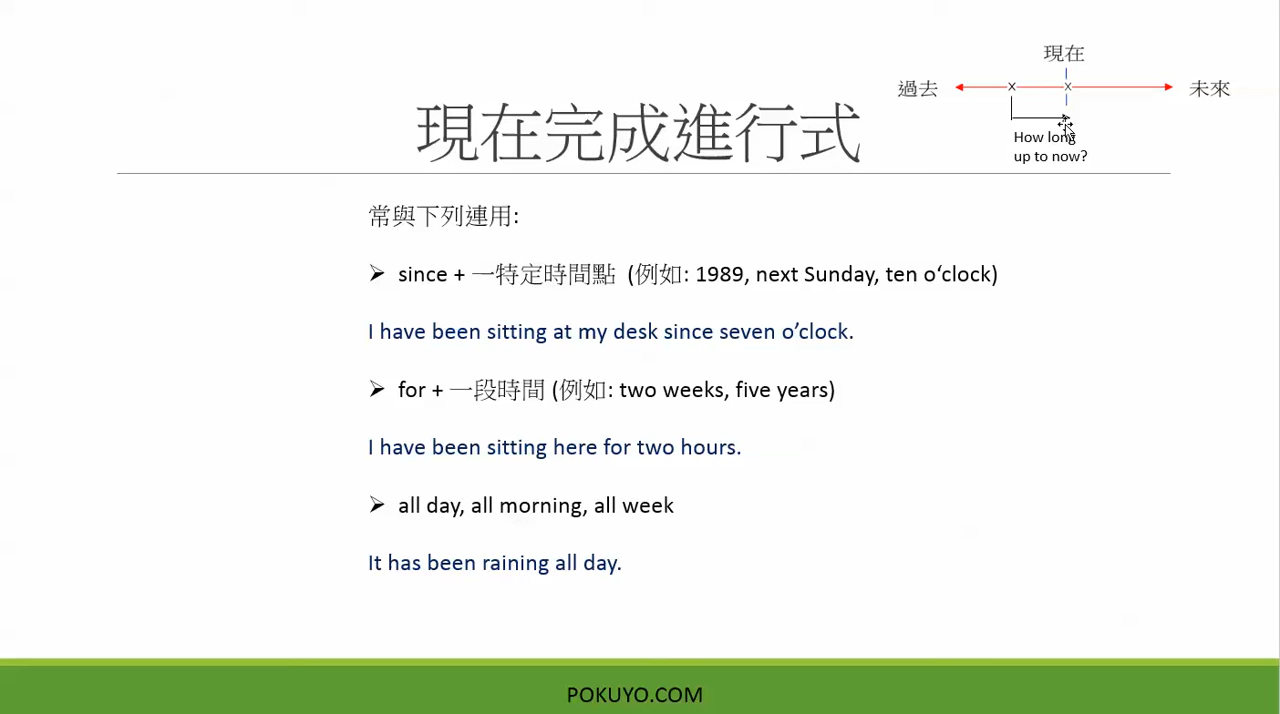 現在
過去
未來
現在完成進行式
How long
up to now?
常與下列連用:
since + 一特定時間點 (例如: 1989, next Sunday, ten o‘clock)
I have been sitting at my desk since seven o’clock.
for + 一段時間 (例如: two weeks, five years)
I have been sitting here for two hours.
all day, all morning, all week
It has been raining all day.
POKUYO.COM